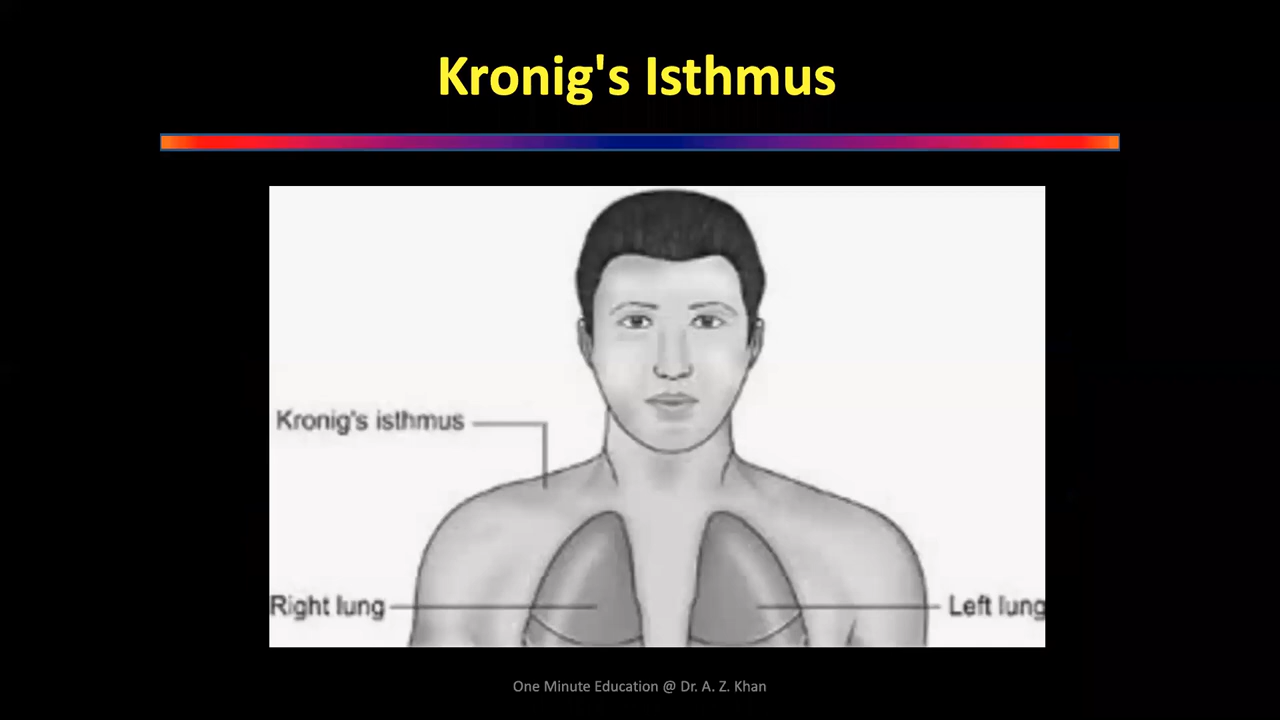 Kronig's Isthmus
Kronig's isthmus
Right lung
Left lung
One Minute Education @ Dr. A. Z. Khan